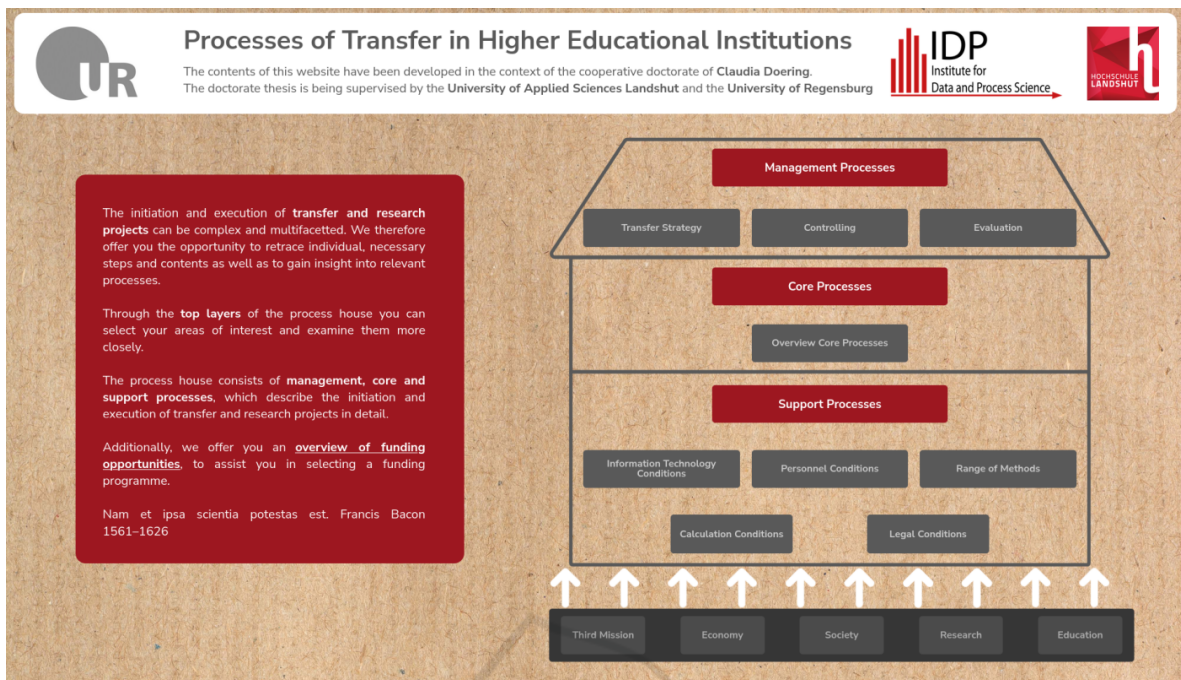 UR
Processes of Transfer in Higher Educational Institutions
The contents of this website have been developed in the context of the cooperative doctorate of Claudia Doering.
The doctorate thesis is being supervised by the University of Applied Sciences Landshut and the University of Regensburg
IDP
Institute for
Data and Process Science
HOCHSCHULE
LANDSHUT
h
The initiation and execution of transfer and research
projects can be complex and multifacetted. We therefore
offer you the opportunity to retrace individual, necessary
steps and contents as well as to gain insight into relevant
processes.
Through the top layers of the process house you can
select your areas of interest and examine them more
closely.
The process house consists of management, core and
support processes, which describe the initiation and
execution of transfer and research projects in detail.
Additionally, we offer you an overview of funding
opportunities, to assist you in selecting a funding
programme.
Nam et ipsa scientia potestas est. Francis Bacon
1561–1626
Management Processes
Transfer Strategy
Controlling
Evaluation
Core Processes
Overview Core Processes
Support Processes
Information Technology
Conditions
Personnel Conditions
Range of Methods
Calculation Conditions
Legal Conditions
Third Mission
Economy
Society
Research
Education